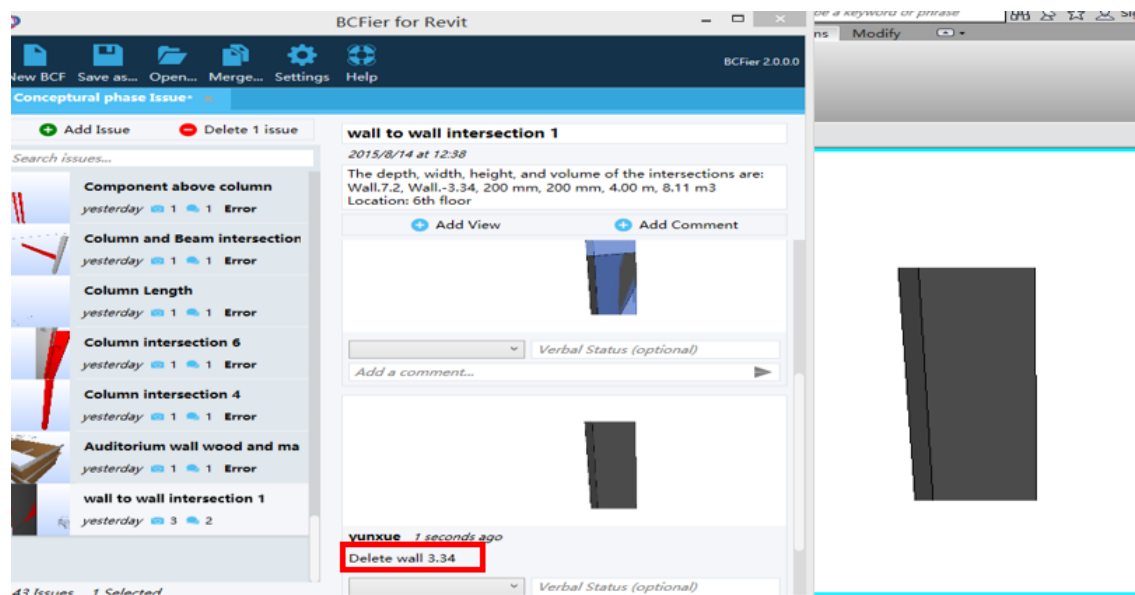 BCFier for Revit
New BCF Save as... Open... Merge... Settings Help
BCFier 2.0.0.0
Conceptural phase Issue*
Add Issue Delete 1 issue
Search issues...
Component above column
yesterday 1 1 Error
Column and Beam intersection
yesterday 1 1 Error
Column Length
yesterday 1 1 Error
Column intersection 6
yesterday 1 1 Error
Column intersection 4
yesterday 1 1 Error
Auditorium wall wood and ma
yesterday 1 1 Error
wall to wall intersection 1
yesterday 3 2
43 Issues 1 Selected
wall to wall intersection 1
2015/8/14 at 12:38
The depth, width, height, and volume of the intersections are:
Wall.7.2, Wall.-3.34, 200 mm, 200 mm, 4.00 m, 8.11 m3
Location: 6th floor
Add View Add Comment
Verbal Status (optional)
Add a comment...
yunxue 1 seconds ago
Delete wall 3.34
Verbal Status (optional)
pe a keyword or phrase
ns Modify